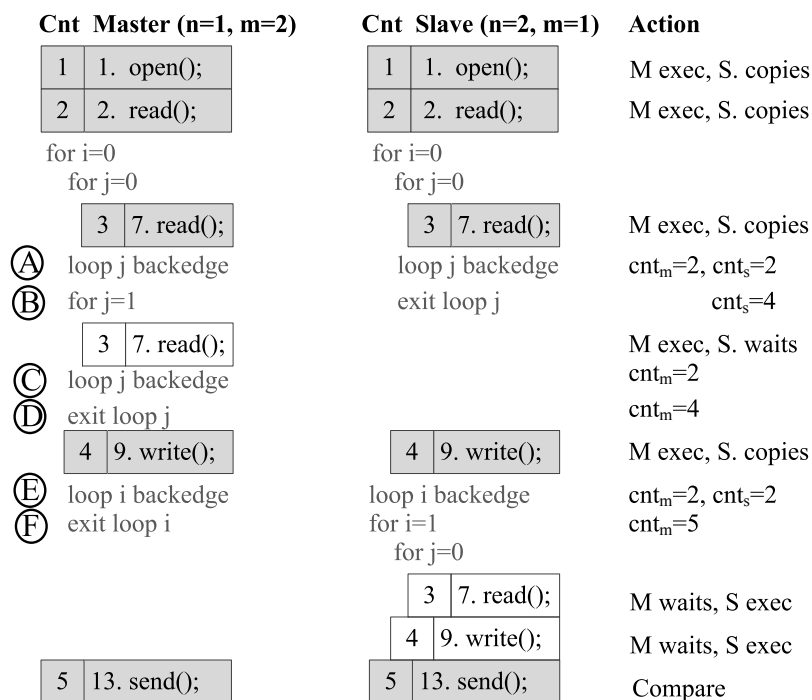 Cnt Master (n=1, m=2) Cnt Slave (n=2, m=1) Action
1 1. open(); 1 1. open(); M exec, S. copies
2 2. read(); 2 2. read(); M exec, S. copies
for i=0 for i=0
for j=0 for j=0
3 7. read(); 3 7. read(); M exec, S. copies
A loop j backedge loop j backedge cntm=2, cnts=2
B for j=1 exit loop j cnts=4
3 7. read(); M exec, S. waits
C loop j backedge cntm=2
D exit loop j cntm=4
4 9. write(); 4 9. write(); M exec, S. copies
E loop i backedge loop i backedge cntm=2, cnts=2
F exit loop i for i=1 cntm=5
for j=0
3 7. read(); M waits, S exec
4 9. write(); M waits, S exec
5 13. send(); 5 13. send(); Compare